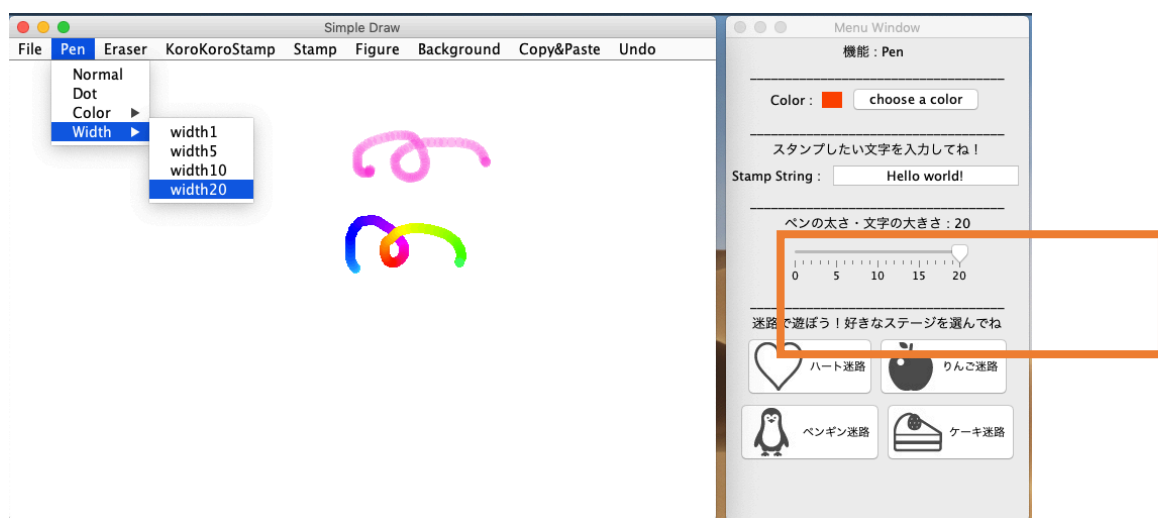 Simple Draw
File Pen Eraser KoroKoroStamp Stamp Figure Background Copy&Paste Undo
Normal
Dot
Color
Width
width1
width5
width10
width20
Menu Window
機能 : Pen
Color : choose a color
スタンプしたい文字を入力してね！
Stamp String : Hello world!
ペンの太さ・文字の大きさ : 20
0 5 10 15 20
迷路で遊ぼう！好きなステージを選んでね
ハート迷路 りんご迷路
ペンギン迷路 ケーキ迷路